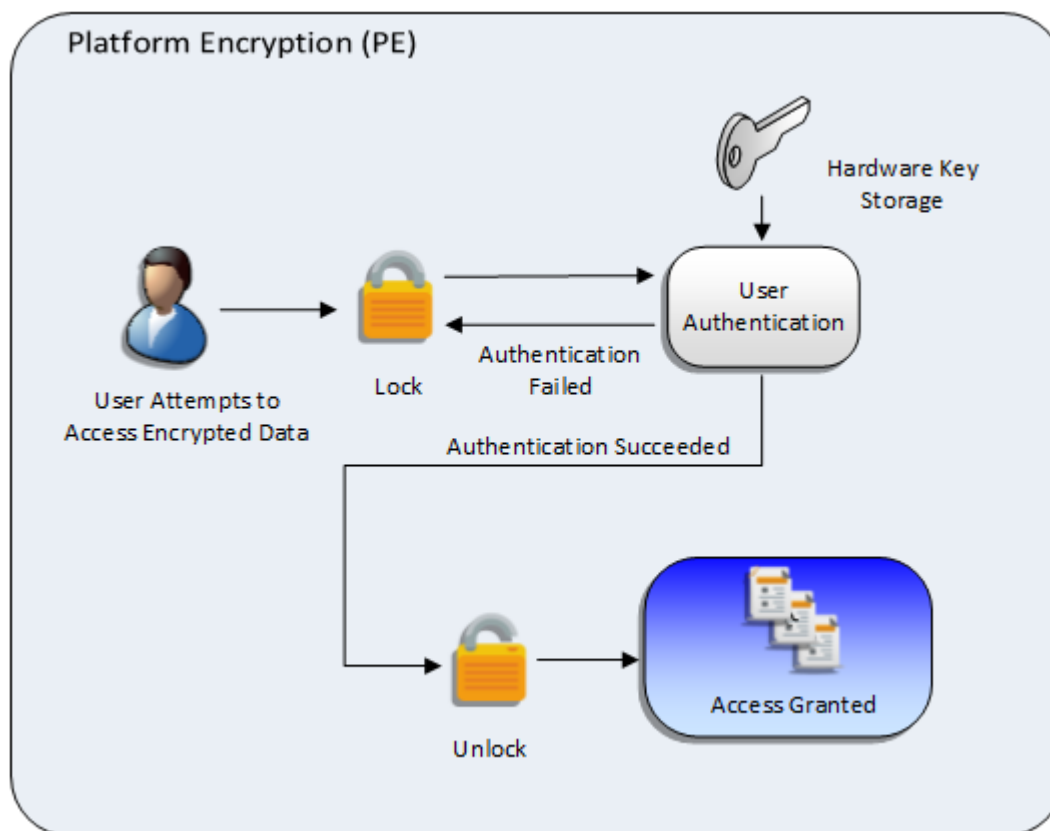 Platform Encryption (PE)
Hardware Key
Storage
User
Authentication
Authentication
Failed
Lock
User Attempts to
Access Encrypted Data
Authentication Succeeded
Access Granted
Unlock